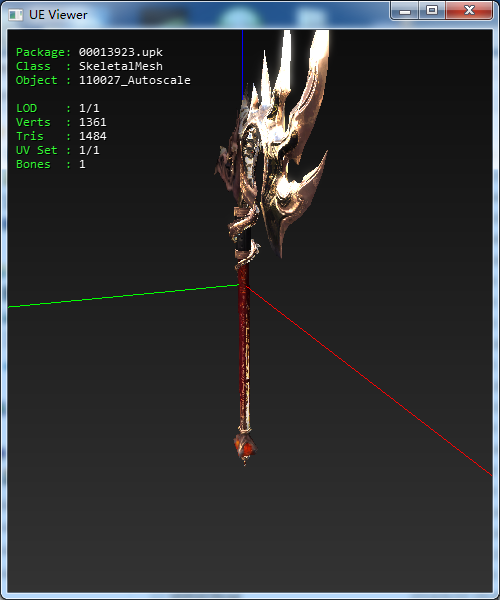 UE Viewer
Package: 00013923.upk
Class : SkeletalMesh
Object : 110027_Autoscale
LOD : 1/1
Verts : 1361
Tris : 1484
UV Set : 1/1
Bones : 1